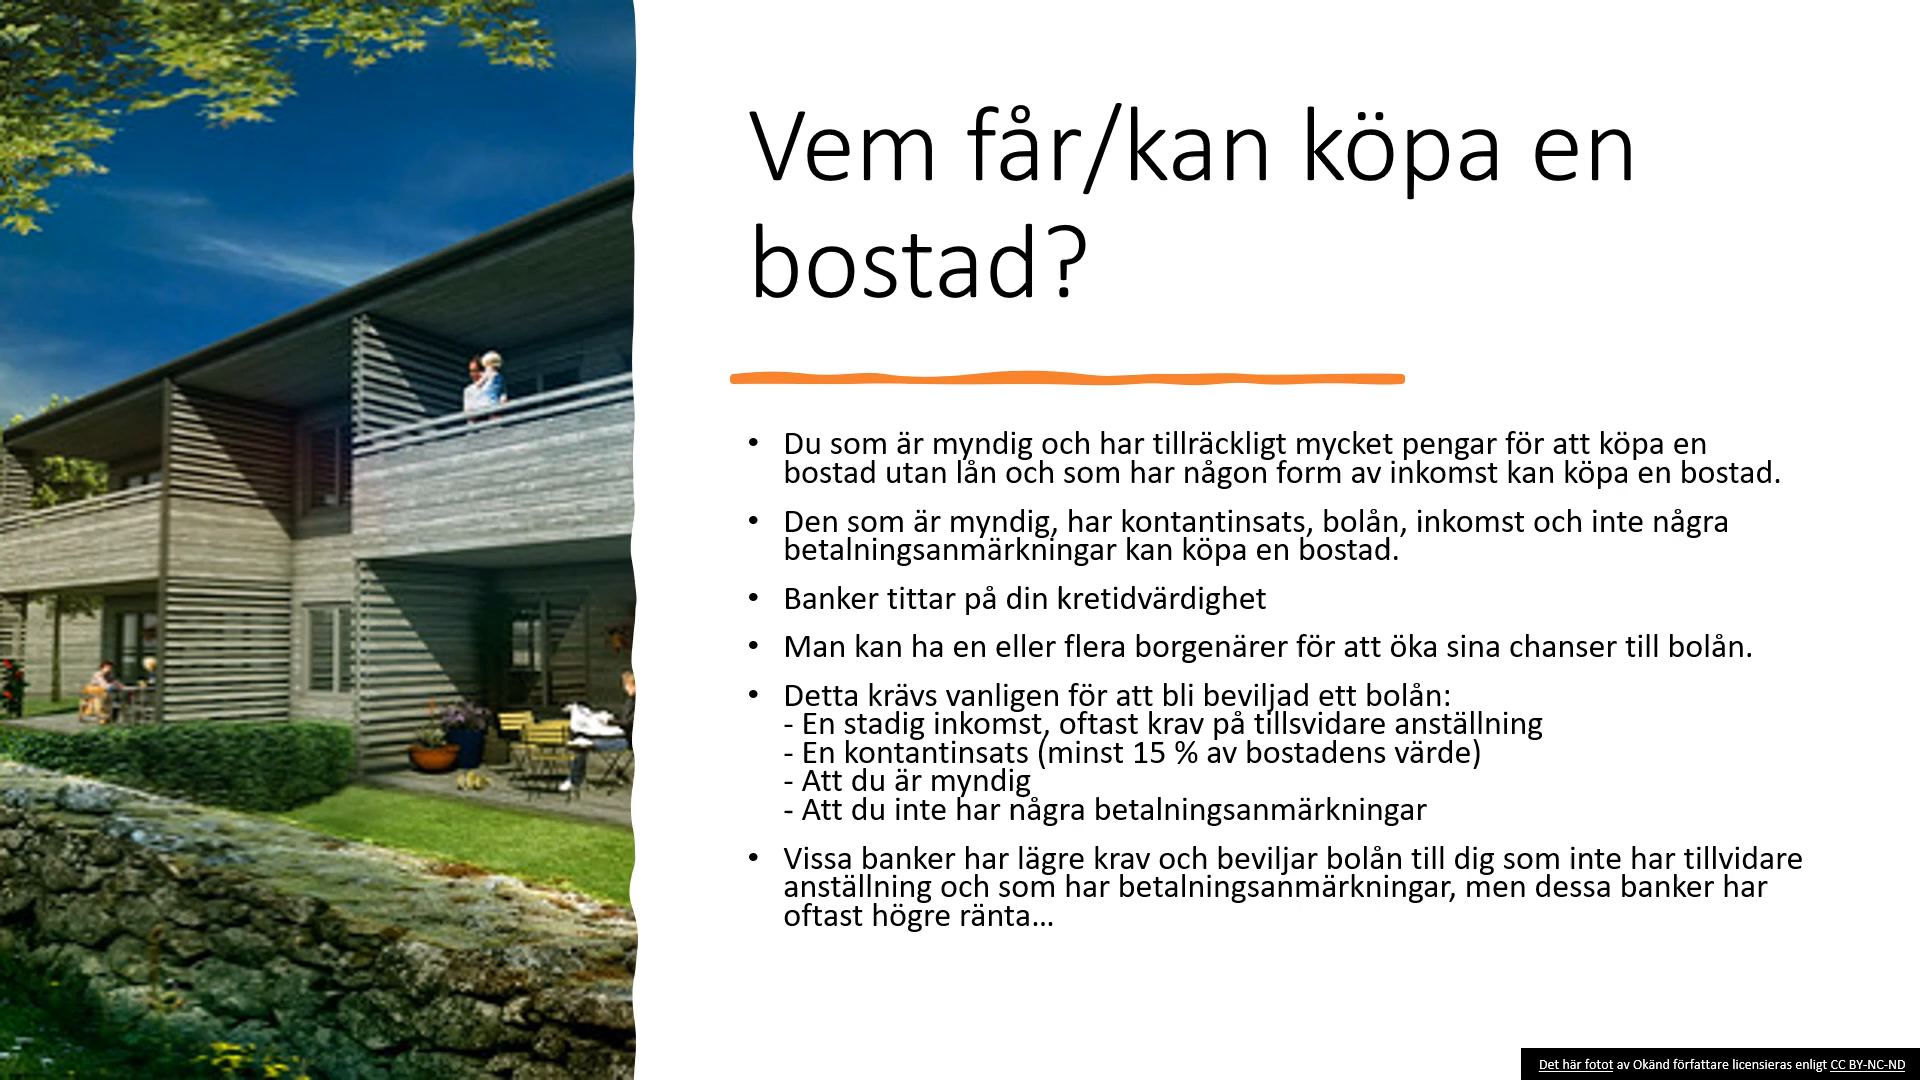 Vem får/kan köpa en
bostad?
• Du som är myndig och har tillräckligt mycket pengar för att köpa en
bostad utan lån och som har någon form av inkomst kan köpa en bostad.
• Den som är myndig, har kontantinsats, bolån, inkomst och inte några
betalningsanmärkningar kan köpa en bostad.
• Banker tittar på din kretidvärdighet
• Man kan ha en eller flera borgenärer för att öka sina chanser till bolån.
• Detta krävs vanligen för att bli beviljad ett bolån:
- En stadig inkomst, oftast krav på tillsvidare anställning
- En kontantinsats (minst 15 % av bostadens värde)
- Att du är myndig
- Att du inte har några betalningsanmärkningar
• Vissa banker har lägre krav och beviljar bolån till dig som inte har tillvidare
anställning och som har betalningsanmärkningar, men dessa banker har
oftast högre ränta…
Det här fotot av Okänd författare licensieras enligt CC BY-NC-ND